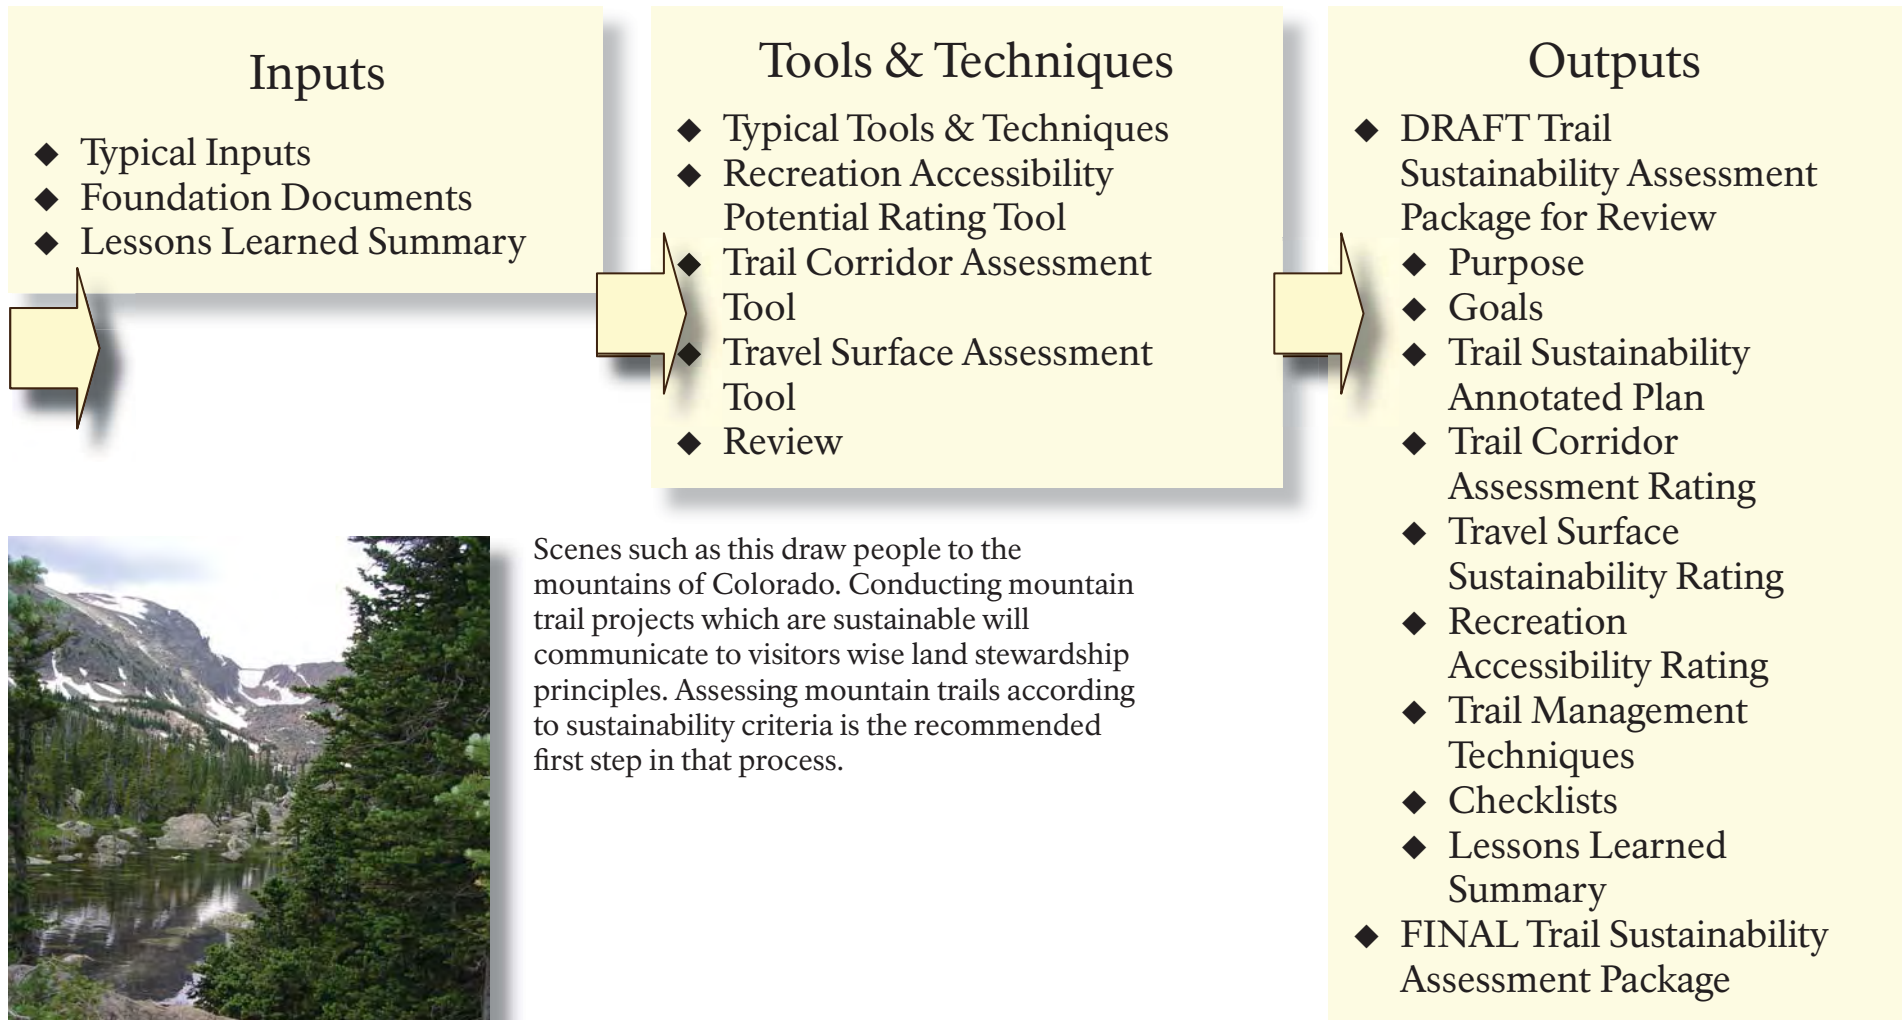 Inputs
◆ Typical Inputs
◆ Foundation Documents
◆ Lessons Learned Summary
Tools & Techniques
◆ Typical Tools & Techniques
◆ Recreation Accessibility
Potential Rating Tool
◆ Trail Corridor Assessment
Tool
◆ Travel Surface Assessment
Tool
◆ Review
Outputs
◆ DRAFT Trail
Sustainability Assessment
Package for Review
◆ Purpose
◆ Goals
◆ Trail Sustainability
Annotated Plan
◆ Trail Corridor
Assessment Rating
◆ Travel Surface
Sustainability Rating
◆ Recreation
Accessibility Rating
◆ Trail Management
Techniques
◆ Checklists
◆ Lessons Learned
Summary
◆ FINAL Trail Sustainability
Assessment Package
Scenes such as this draw people to the
mountains of Colorado. Conducting mountain
trail projects which are sustainable will
communicate to visitors wise land stewardship
principles. Assessing mountain trails according
to sustainability criteria is the recommended
first step in that process.